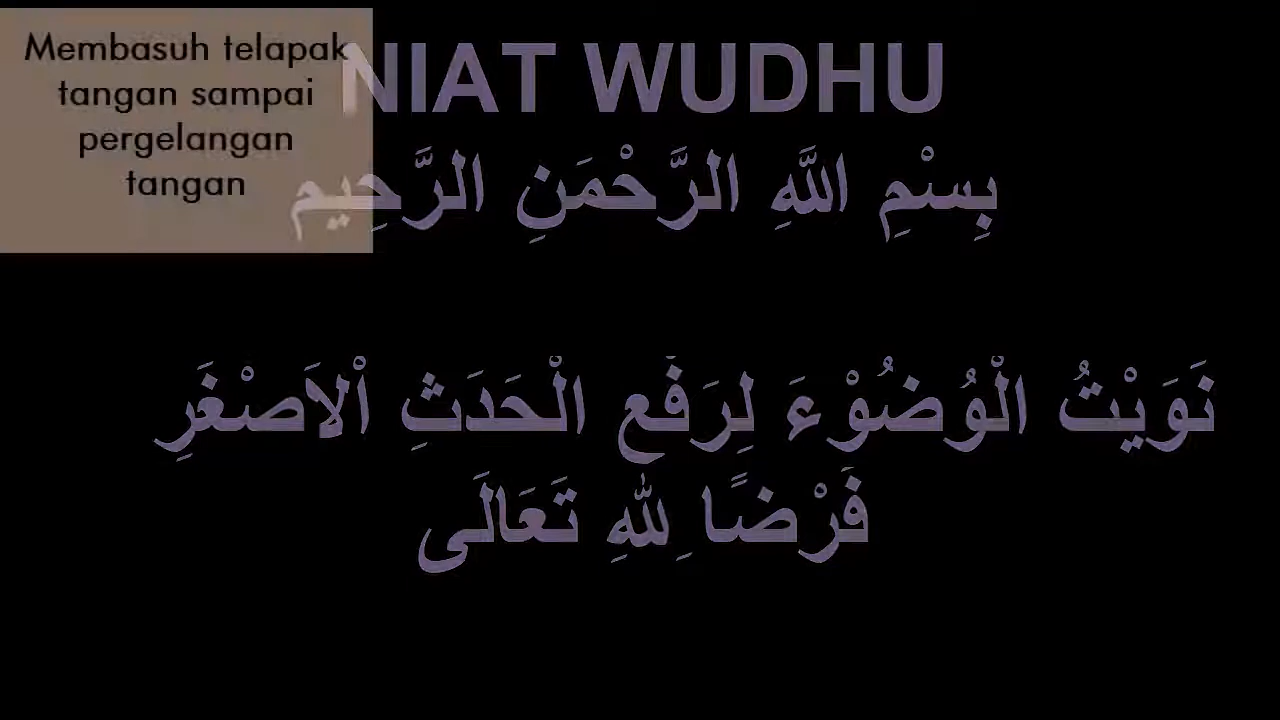 Membasuh telapak
tangan sampai
pergelangan
tangan
NIAT WUDHU
بِسْمِ اللَّهِ الرَّحْمَنِ الرَّحِيم
نَوَيْتُ الْوُضُوْءَ لِرَفْعِ الْحَدَثِ اْلاَصْغَرِ
فَرْضًا ِللهِ تَعَالَى